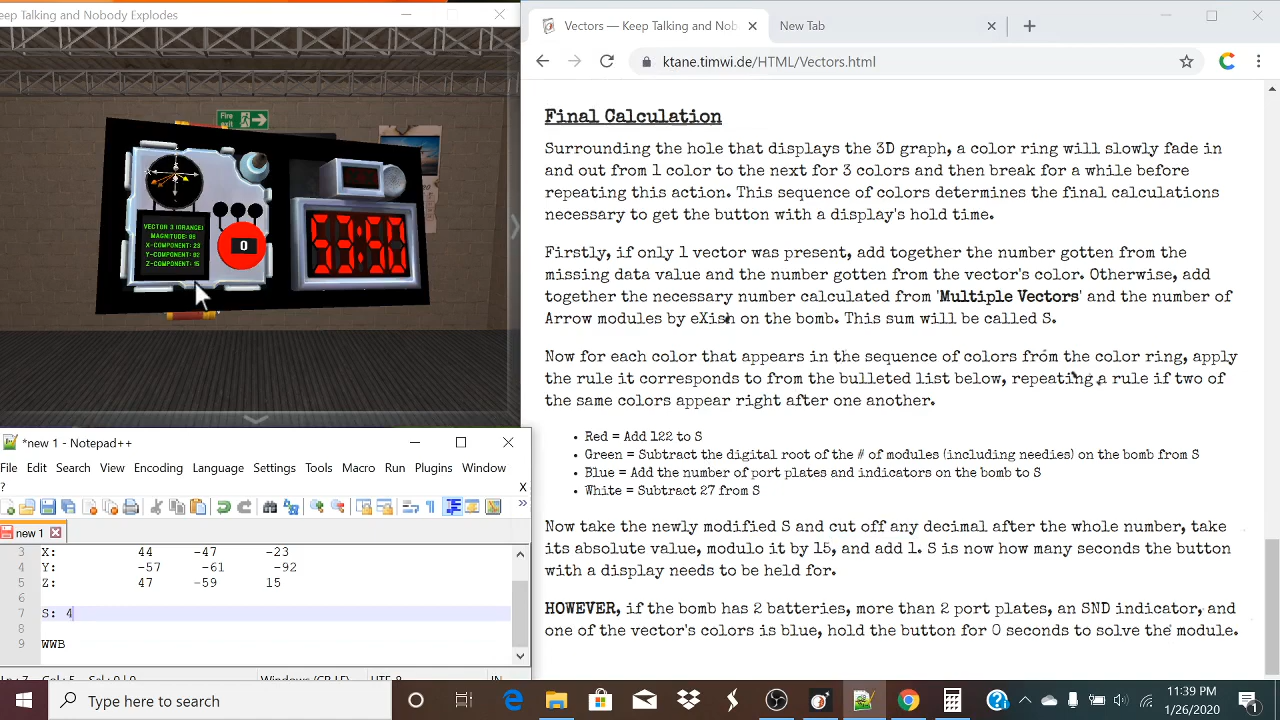 eep Talking and Nobody Explodes
Fire
exit
VECTOR 3 (ORANGE)
X-COMPONENT: 23
Z-COMPONENT: 15
0
*new 1 - Notepad++
File Edit Search View Encoding Language Settings Tools Macro Run Plugins Window
? X
new 1
3 X: 44 -47 -23
4 Y: -57 -61 -92
5 Z: 47 -59 15
6
7 S: 4
8
9 WWB
Vectors — Keep Talking and Nob
New Tab
ktane.timwi.de/HTML/Vectors.html
Final Calculation
Surrounding the hole that displays the 3D graph, a color ring will slowly fade in
and out from 1 color to the next for 3 colors and then break for a while before
repeating this action. This sequence of colors determines the final calculations
necessary to get the button with a display's hold time.
Firstly, if only 1 vector was present, add together the number gotten from the
missing data value and the number gotten from the vector's color. Otherwise, add
together the necessary number calculated from 'Multiple Vectors' and the number of
Arrow modules by eXish on the bomb. This sum will be called S.
Now for each color that appears in the sequence of colors from the color ring, apply
the rule it corresponds to from the bulleted list below, repeating a rule if two of
the same colors appear right after one another.
• Red = Add 122 to S
• Green = Subtract the digital root of the # of modules (including needies) on the bomb from S
• Blue = Add the number of port plates and indicators on the bomb to S
• White = Subtract 27 from S
Now take the newly modified S and cut off any decimal after the whole number, take
its absolute value, modulo it by 15, and add 1. S is now how many seconds the button
with a display needs to be held for.
HOWEVER, if the bomb has 2 batteries, more than 2 port plates, an SND indicator, and
one of the vector's colors is blue, hold the button for 0 seconds to solve the module.
Type here to search
11:39 PM
1/26/2020